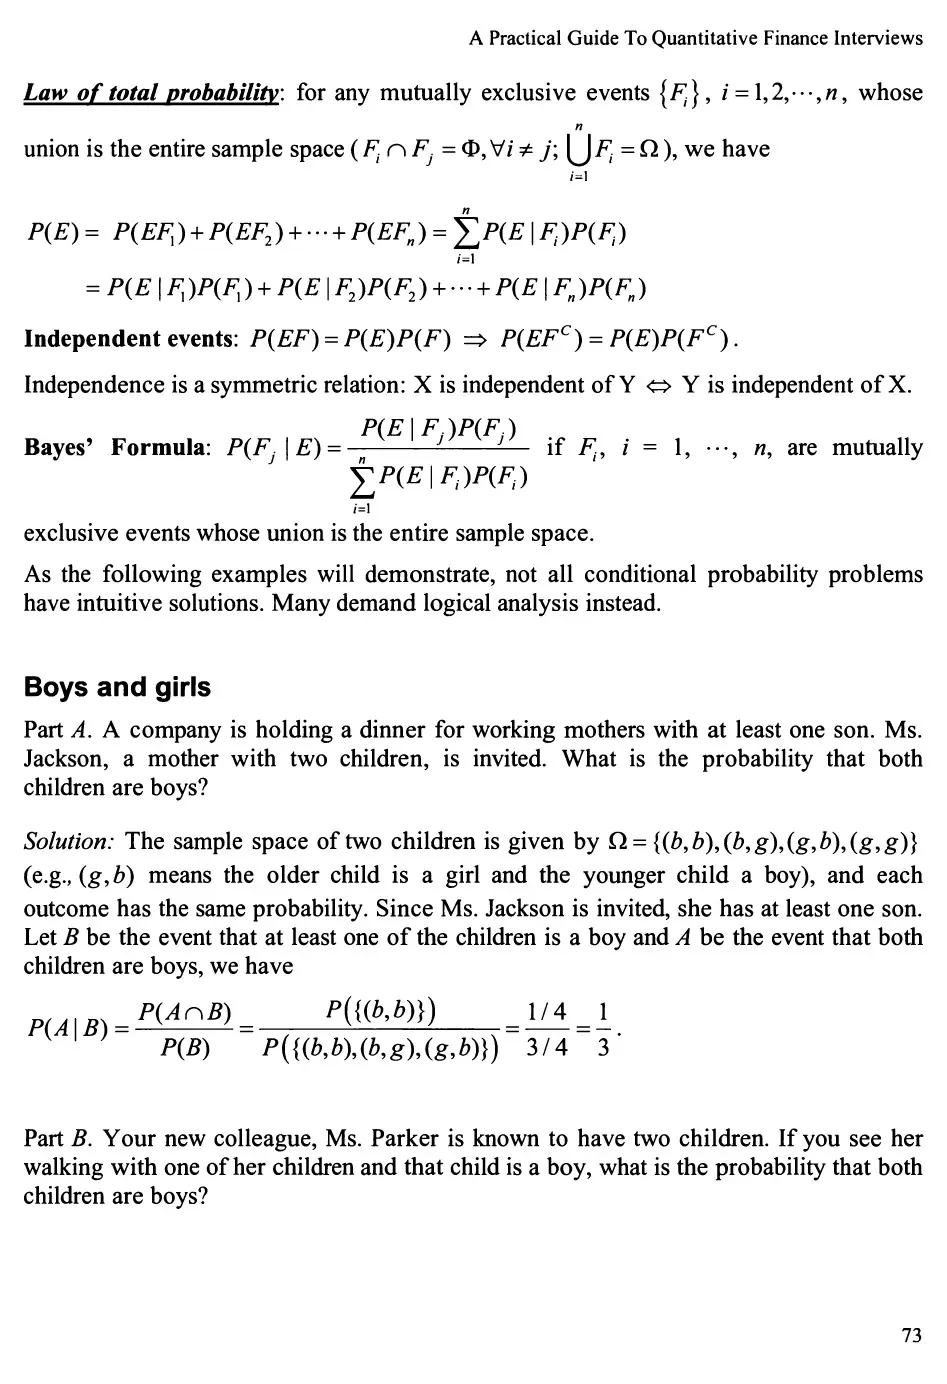 A Practical Guide To Quantitative Finance Interviews
Law of total probability: for any mutually exclusive events {F_i}, i = 1,2,···,n, whose
union is the entire sample space (F_i ∩ F_j = Φ, ∀i ≠ j; ⋃_{i=1}^{n} F_i = Ω), we have
P(E) = P(EF_1) + P(EF_2) + ··· + P(EF_n) = ∑_{i=1}^{n} P(E | F_i)P(F_i)
= P(E | F_1)P(F_1) + P(E | F_2)P(F_2) + ··· + P(E | F_n)P(F_n)
Independent events: P(EF) = P(E)P(F) ⇒ P(EF^C) = P(E)P(F^C).
Independence is a symmetric relation: X is independent of Y ⇔ Y is independent of X.
Bayes’ Formula: P(F_j | E) = P(E | F_j)P(F_j) / ∑_{i=1}^{n} P(E | F_i)P(F_i) if F_i, i = 1, ···, n, are mutually
exclusive events whose union is the entire sample space.
As the following examples will demonstrate, not all conditional probability problems
have intuitive solutions. Many demand logical analysis instead.
Boys and girls
Part A. A company is holding a dinner for working mothers with at least one son. Ms.
Jackson, a mother with two children, is invited. What is the probability that both
children are boys?
Solution: The sample space of two children is given by Ω = {(b,b),(b,g),(g,b),(g,g)}
(e.g., (g,b) means the older child is a girl and the younger child a boy), and each
outcome has the same probability. Since Ms. Jackson is invited, she has at least one son.
Let B be the event that at least one of the children is a boy and A be the event that both
children are boys, we have
P(A | B) = P(A ∩ B) / P(B) = P({(b,b)}) / P({(b,b),(b,g),(g,b)}) = (1/4) / (3/4) = 1/3.
Part B. Your new colleague, Ms. Parker is known to have two children. If you see her
walking with one of her children and that child is a boy, what is the probability that both
children are boys?
73